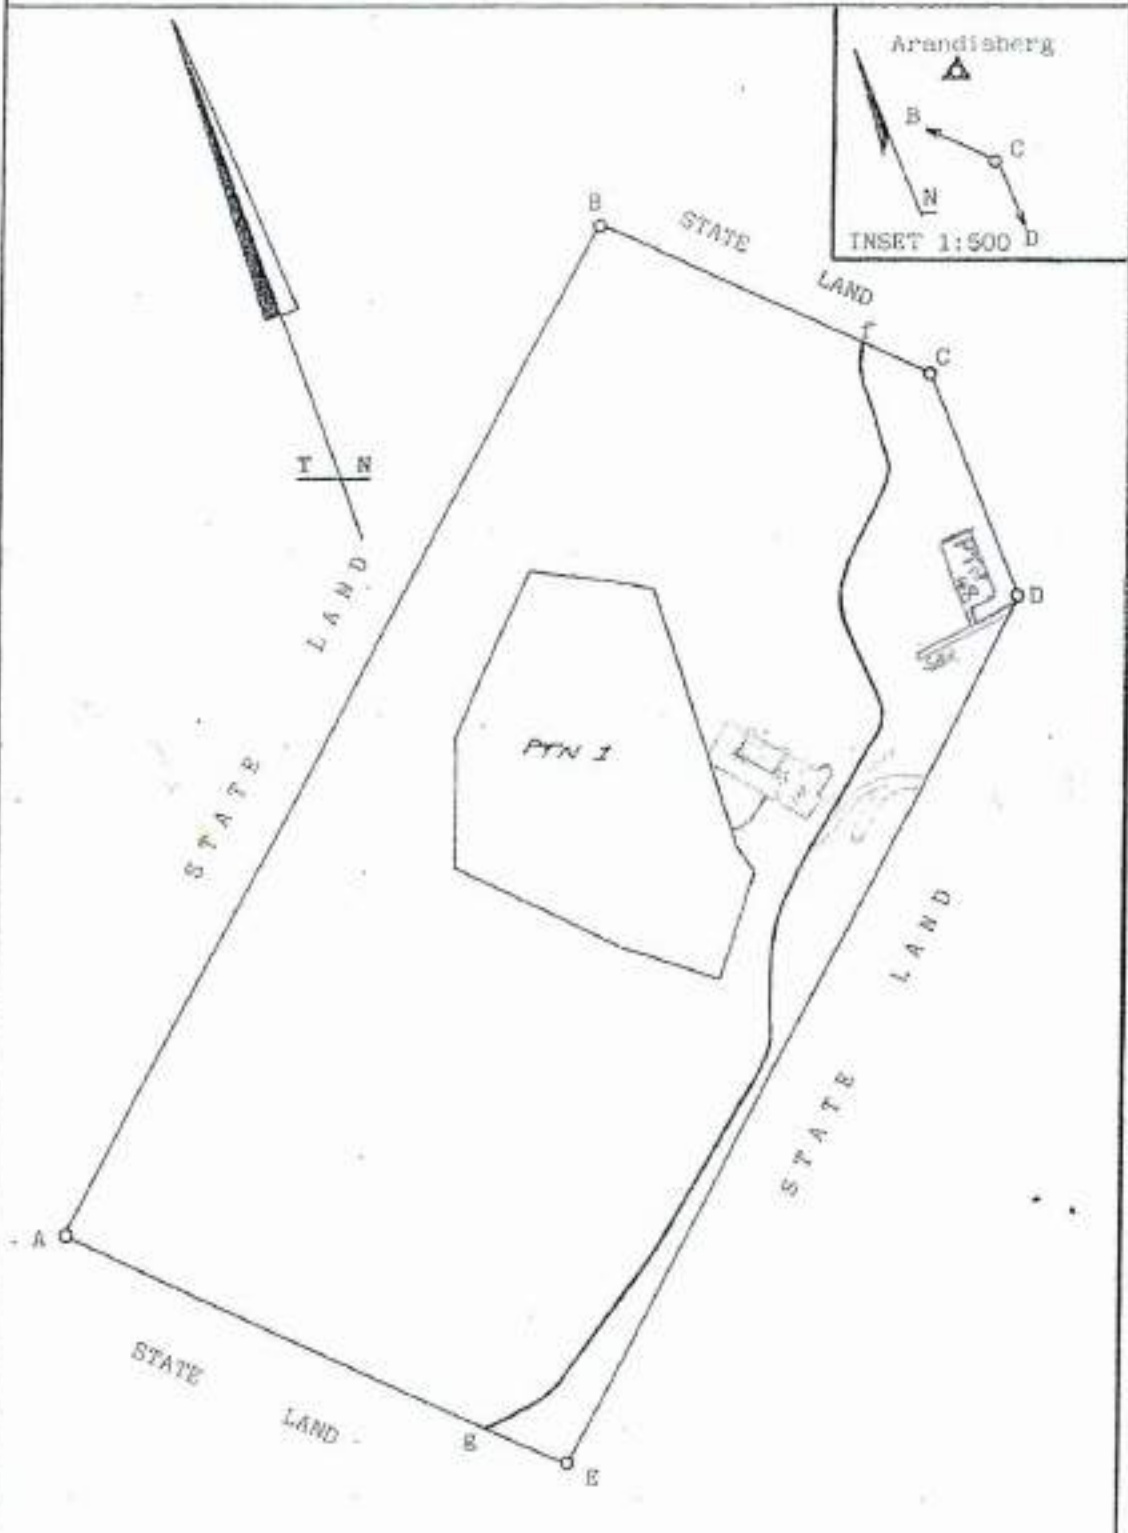 Arandisberg
B
C
N
INSET 1:500 D
B
STATE
LAND
f
C
T N
LAND
D
PTN 1
STATE
LAND
STATE
A
STATE
LAND
g
E